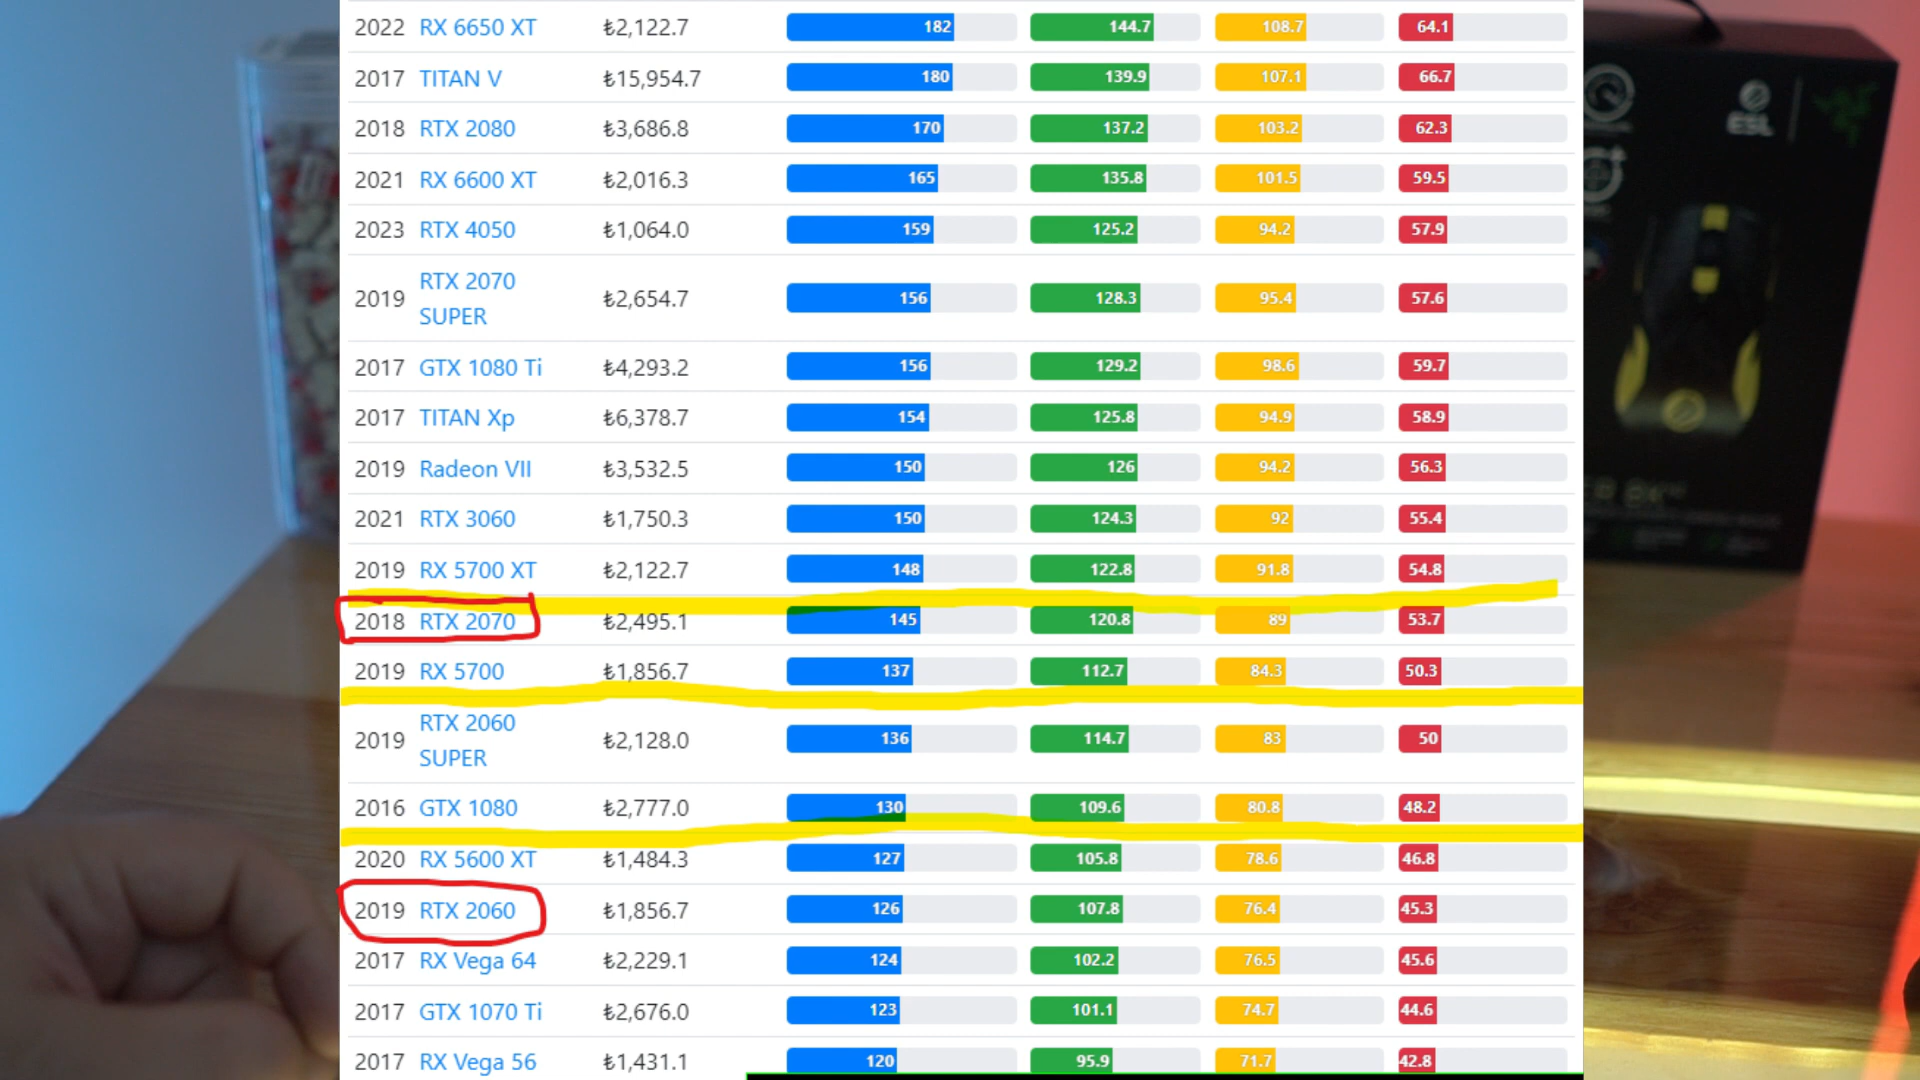 2022 RX 6650 XT ₺2,122.7 182 144.7 108.7 64.1
2017 TITAN V ₺15,954.7 180 139.9 107.1 66.7
2018 RTX 2080 ₺3,686.8 170 137.2 103.2 62.3
2021 RX 6600 XT ₺2,016.3 165 135.8 101.5 59.5
2023 RTX 4050 ₺1,064.0 159 125.2 94.2 57.9
2019 RTX 2070 SUPER ₺2,654.7 156 128.3 95.4 57.6
2017 GTX 1080 Ti ₺4,293.2 156 129.2 98.6 59.7
2017 TITAN Xp ₺6,378.7 154 125.8 94.9 58.9
2019 Radeon VII ₺3,532.5 150 126 94.2 56.3
2021 RTX 3060 ₺1,750.3 150 124.3 92 55.4
2019 RX 5700 XT ₺2,122.7 148 122.8 91.8 54.8
2018 RTX 2070 ₺2,495.1 145 120.8 89 53.7
2019 RX 5700 ₺1,856.7 137 112.7 84.3 50.3
2019 RTX 2060 SUPER ₺2,128.0 136 114.7 83 50
2016 GTX 1080 ₺2,777.0 130 109.6 80.8 48.2
2020 RX 5600 XT ₺1,484.3 127 105.8 78.6 46.8
2019 RTX 2060 ₺1,856.7 126 107.8 76.4 45.3
2017 RX Vega 64 ₺2,229.1 124 102.2 76.5 45.6
2017 GTX 1070 Ti ₺2,676.0 123 101.1 74.7 44.6
2017 RX Vega 56 ₺1,431.1 120 95.9 71.7 42.8
ESL